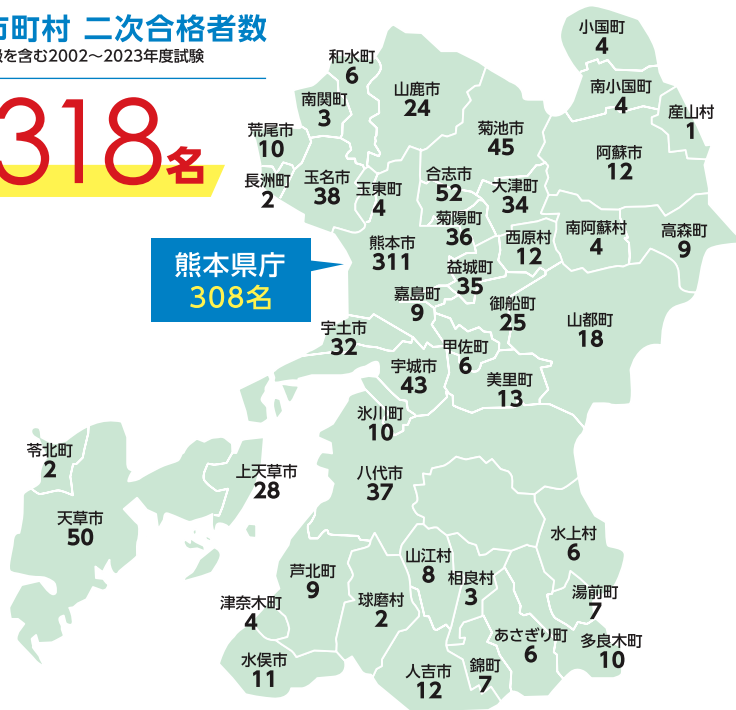 市町村 二次合格者数
を含む2002〜2023年度試験
318名
熊本県庁
308名
小国町
4
和水町
6
山鹿市
24
南小国町
4
南関町
3
産山村
1
菊池市
45
荒尾市
10
阿蘇市
12
長洲町
2
玉名市
38
玉東町
4
合志市
52
大津町
34
菊陽町
36
南阿蘇村
4
高森町
9
西原村
12
熊本市
311
益城町
35
嘉島町
9
御船町
25
山都町
18
宇土市
32
甲佐町
6
宇城市
43
美里町
13
氷川町
10
苓北町
2
上天草市
28
八代市
37
天草市
50
水上村
6
山江村
8
芦北町
9
相良村
3
湯前町
7
津奈木町
4
球磨村
2
あさぎり町
6
多良木町
10
水俣市
11
人吉市
12
錦町
7